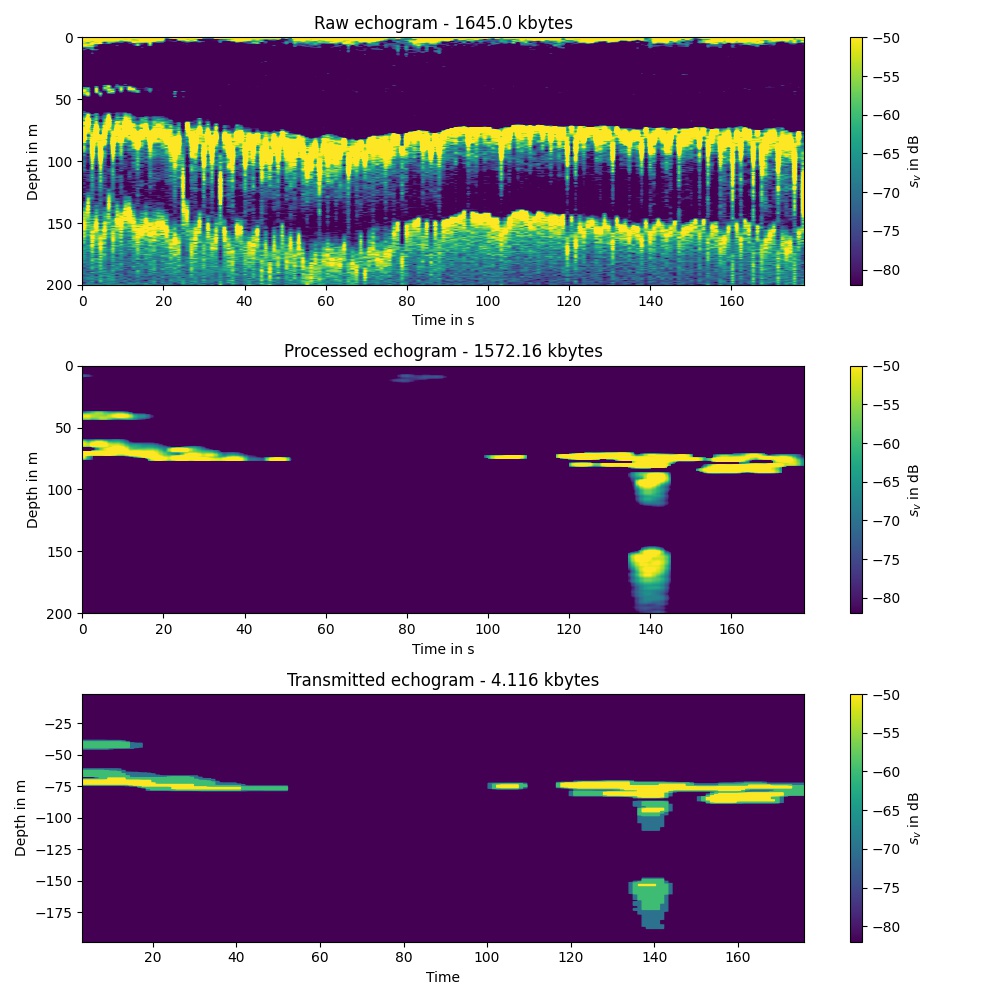 Raw echogram - 1645.0 kbytes
0
50
100
150
200
Depth in m
0 20 40 60 80 100 120 140 160
Time in s
−50
−55
−60
−65
−70
−75
−80
s_v in dB
Processed echogram - 1572.16 kbytes
0
50
100
150
200
Depth in m
0 20 40 60 80 100 120 140 160
Time in s
−50
−55
−60
−65
−70
−75
−80
s_v in dB
Transmitted echogram - 4.116 kbytes
−25
−50
−75
−100
−125
−150
−175
Depth in m
20 40 60 80 100 120 140 160
Time
−50
−55
−60
−65
−70
−75
−80
s_v in dB